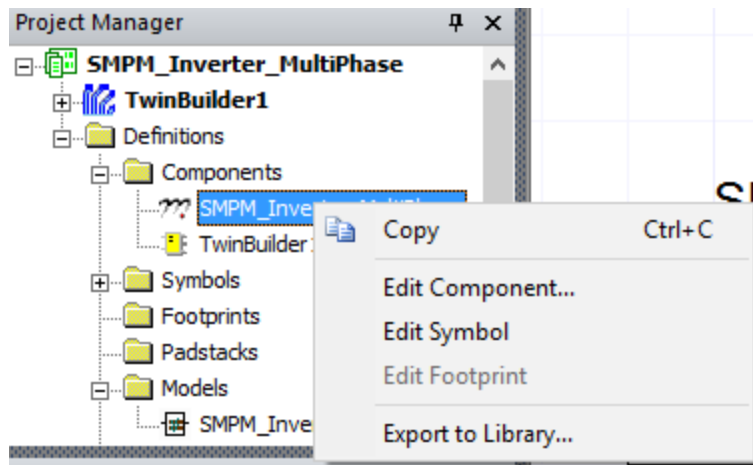 Project Manager
SMPM_Inverter_MultiPhase
TwinBuilder1
Definitions
Components
TwinBuilder
Symbols
Footprints
Padstacks
Models
Copy Ctrl+C
Edit Component...
Edit Symbol
Edit Footprint
Export to Library...